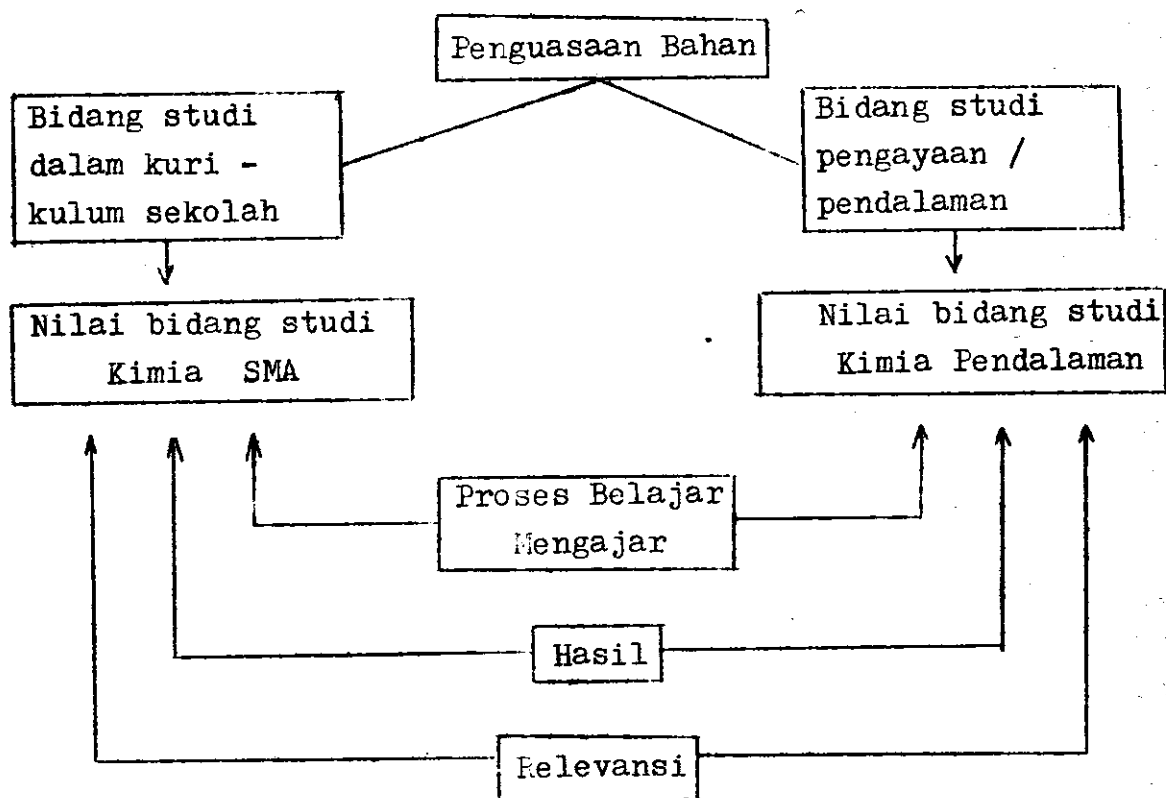 Penguasaan Bahan
Bidang studi
dalam kuri -
kulum sekolah
Bidang studi
pengayaan /
pendalaman
Nilai bidang studi
Kimia SMA
Nilai bidang studi
Kimia Pendalaman
Proses Belajar
Mengajar
Hasil
Relevansi